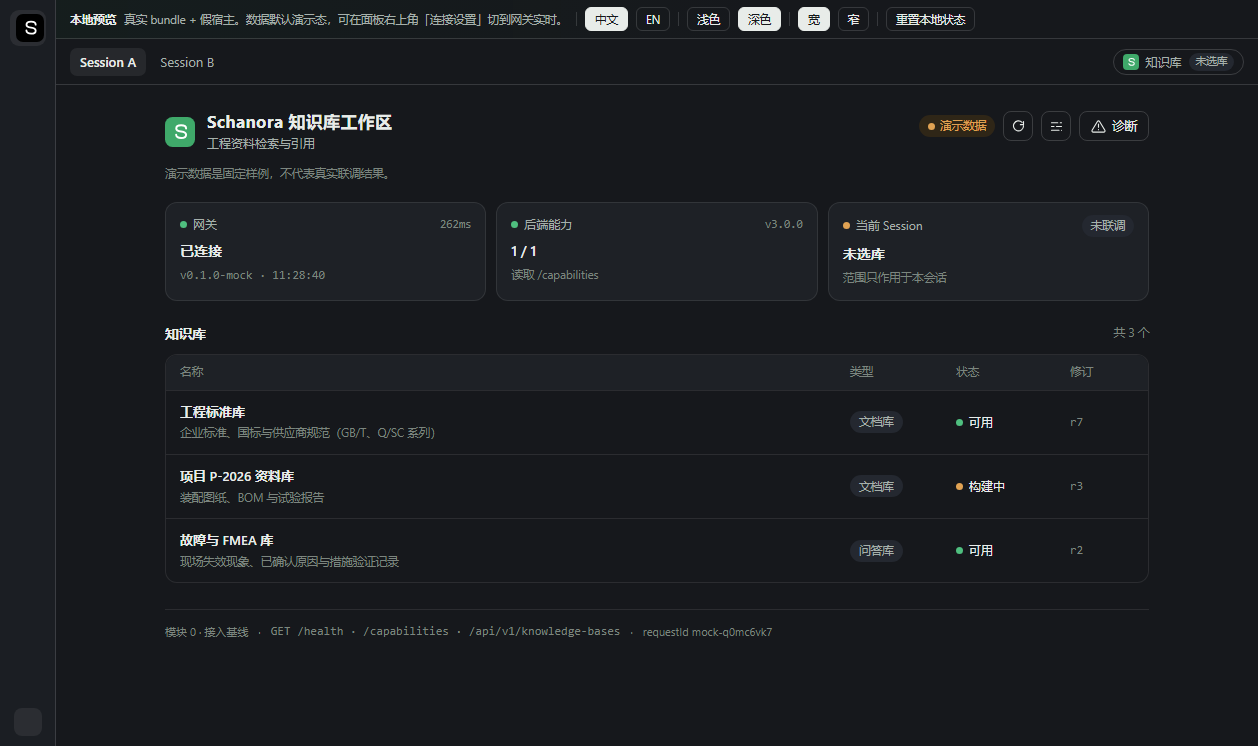 S
本地预览 真实 bundle + 假宿主。数据默认演示态，可在面板右上角「连接设置」切到网关实时。 中文 EN 浅色 深色 宽 窄 重置本地状态
Session A Session B S 知识库 未选库
S Schanora 知识库工作区 演示数据 诊断
工程资料检索与引用
演示数据是固定样例，不代表真实联调结果。
网关 262ms
已连接
v0.1.0-mock · 11:28:40
后端能力 v3.0.0
1 / 1
读取 /capabilities
当前 Session 未联调
未选库
范围只作用于本会话
知识库 共 3 个
名称 类型 状态 修订
工程标准库
企业标准、国标与供应商规范（GB/T、Q/SC 系列） 文档库 可用 r7
项目 P-2026 资料库
装配图纸、BOM 与试验报告 文档库 构建中 r3
故障与 FMEA 库
现场失效现象、已确认原因与措施验证记录 问答库 可用 r2
模块 0 · 接入基线 · GET /health · /capabilities · /api/v1/knowledge-bases · requestId mock-q0mc6vk7